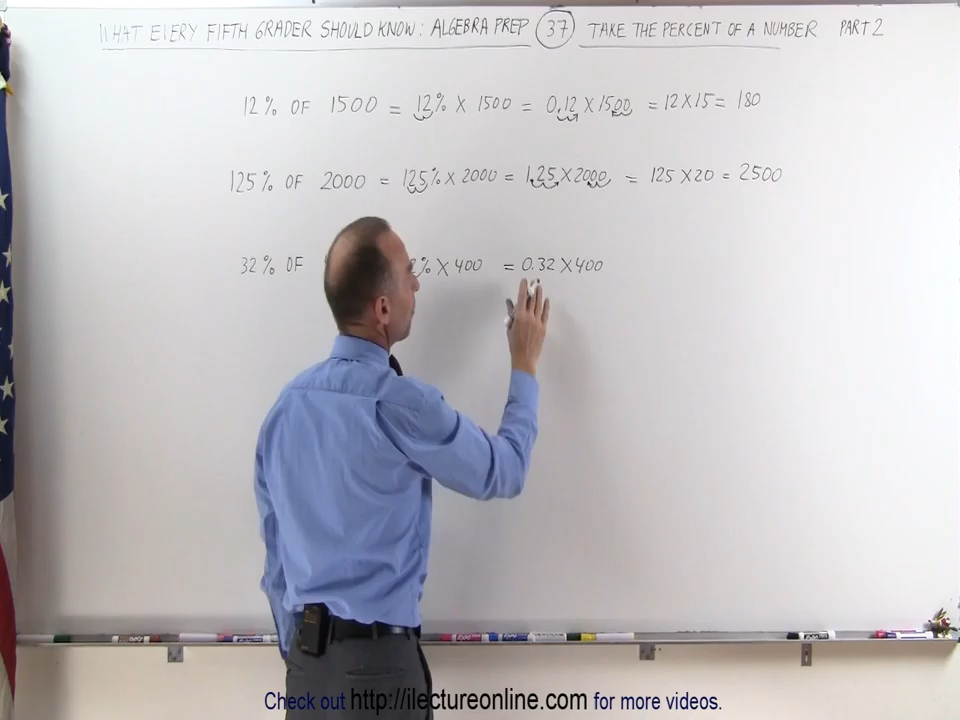 WHAT EVERY FIFTH GRADER SHOULD KNOW: ALGEBRA PREP 37 TAKE THE PERCENT OF A NUMBER PART 2
12% OF 1500 = 12% X 1500 = 0.12 X 1500 = 12 X 15 = 180
125% OF 2000 = 125% X 2000 = 1.25 X 2000 = 125 X 20 = 2500
32% OF 2% X 400 = 0.32 X 400
Check out http://ilectureonline.com for more videos.